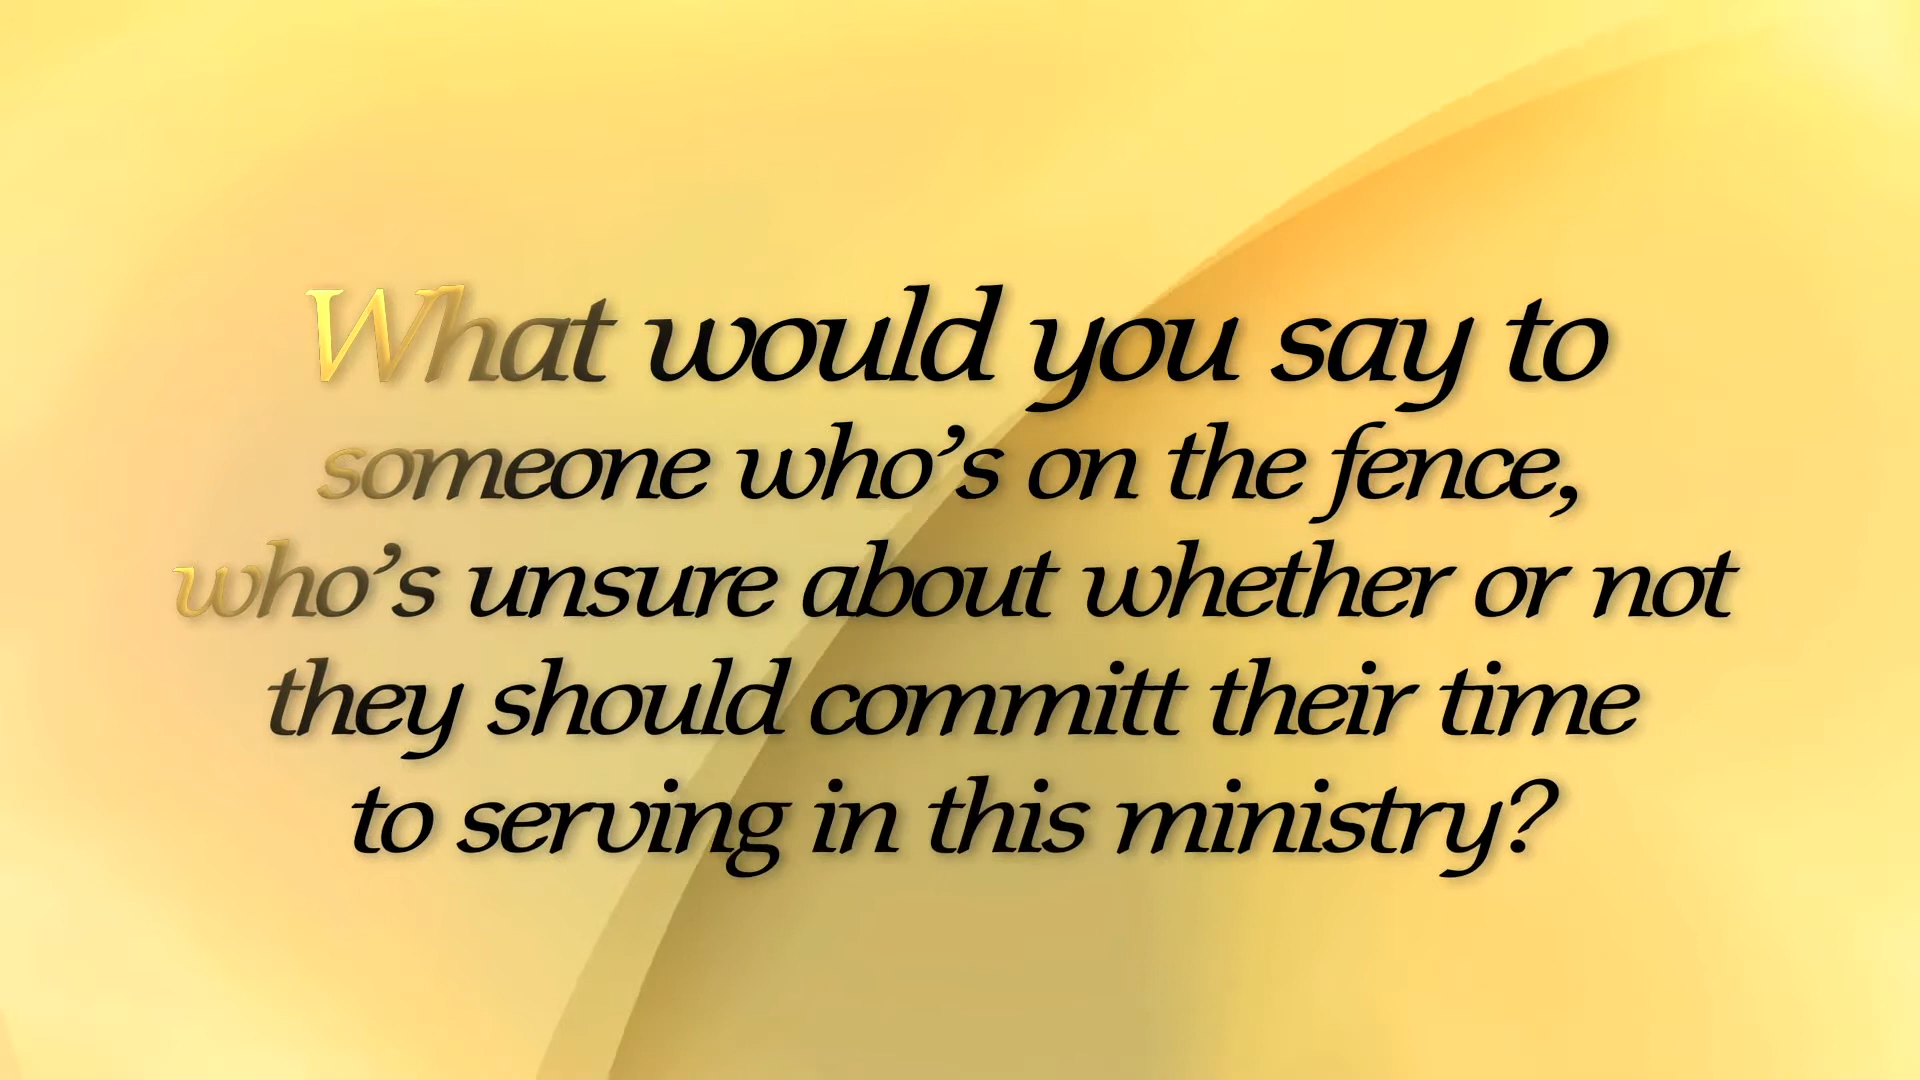 What would you say to
someone who’s on the fence,
who’s unsure about whether or not
they should committ their time
to serving in this ministry?